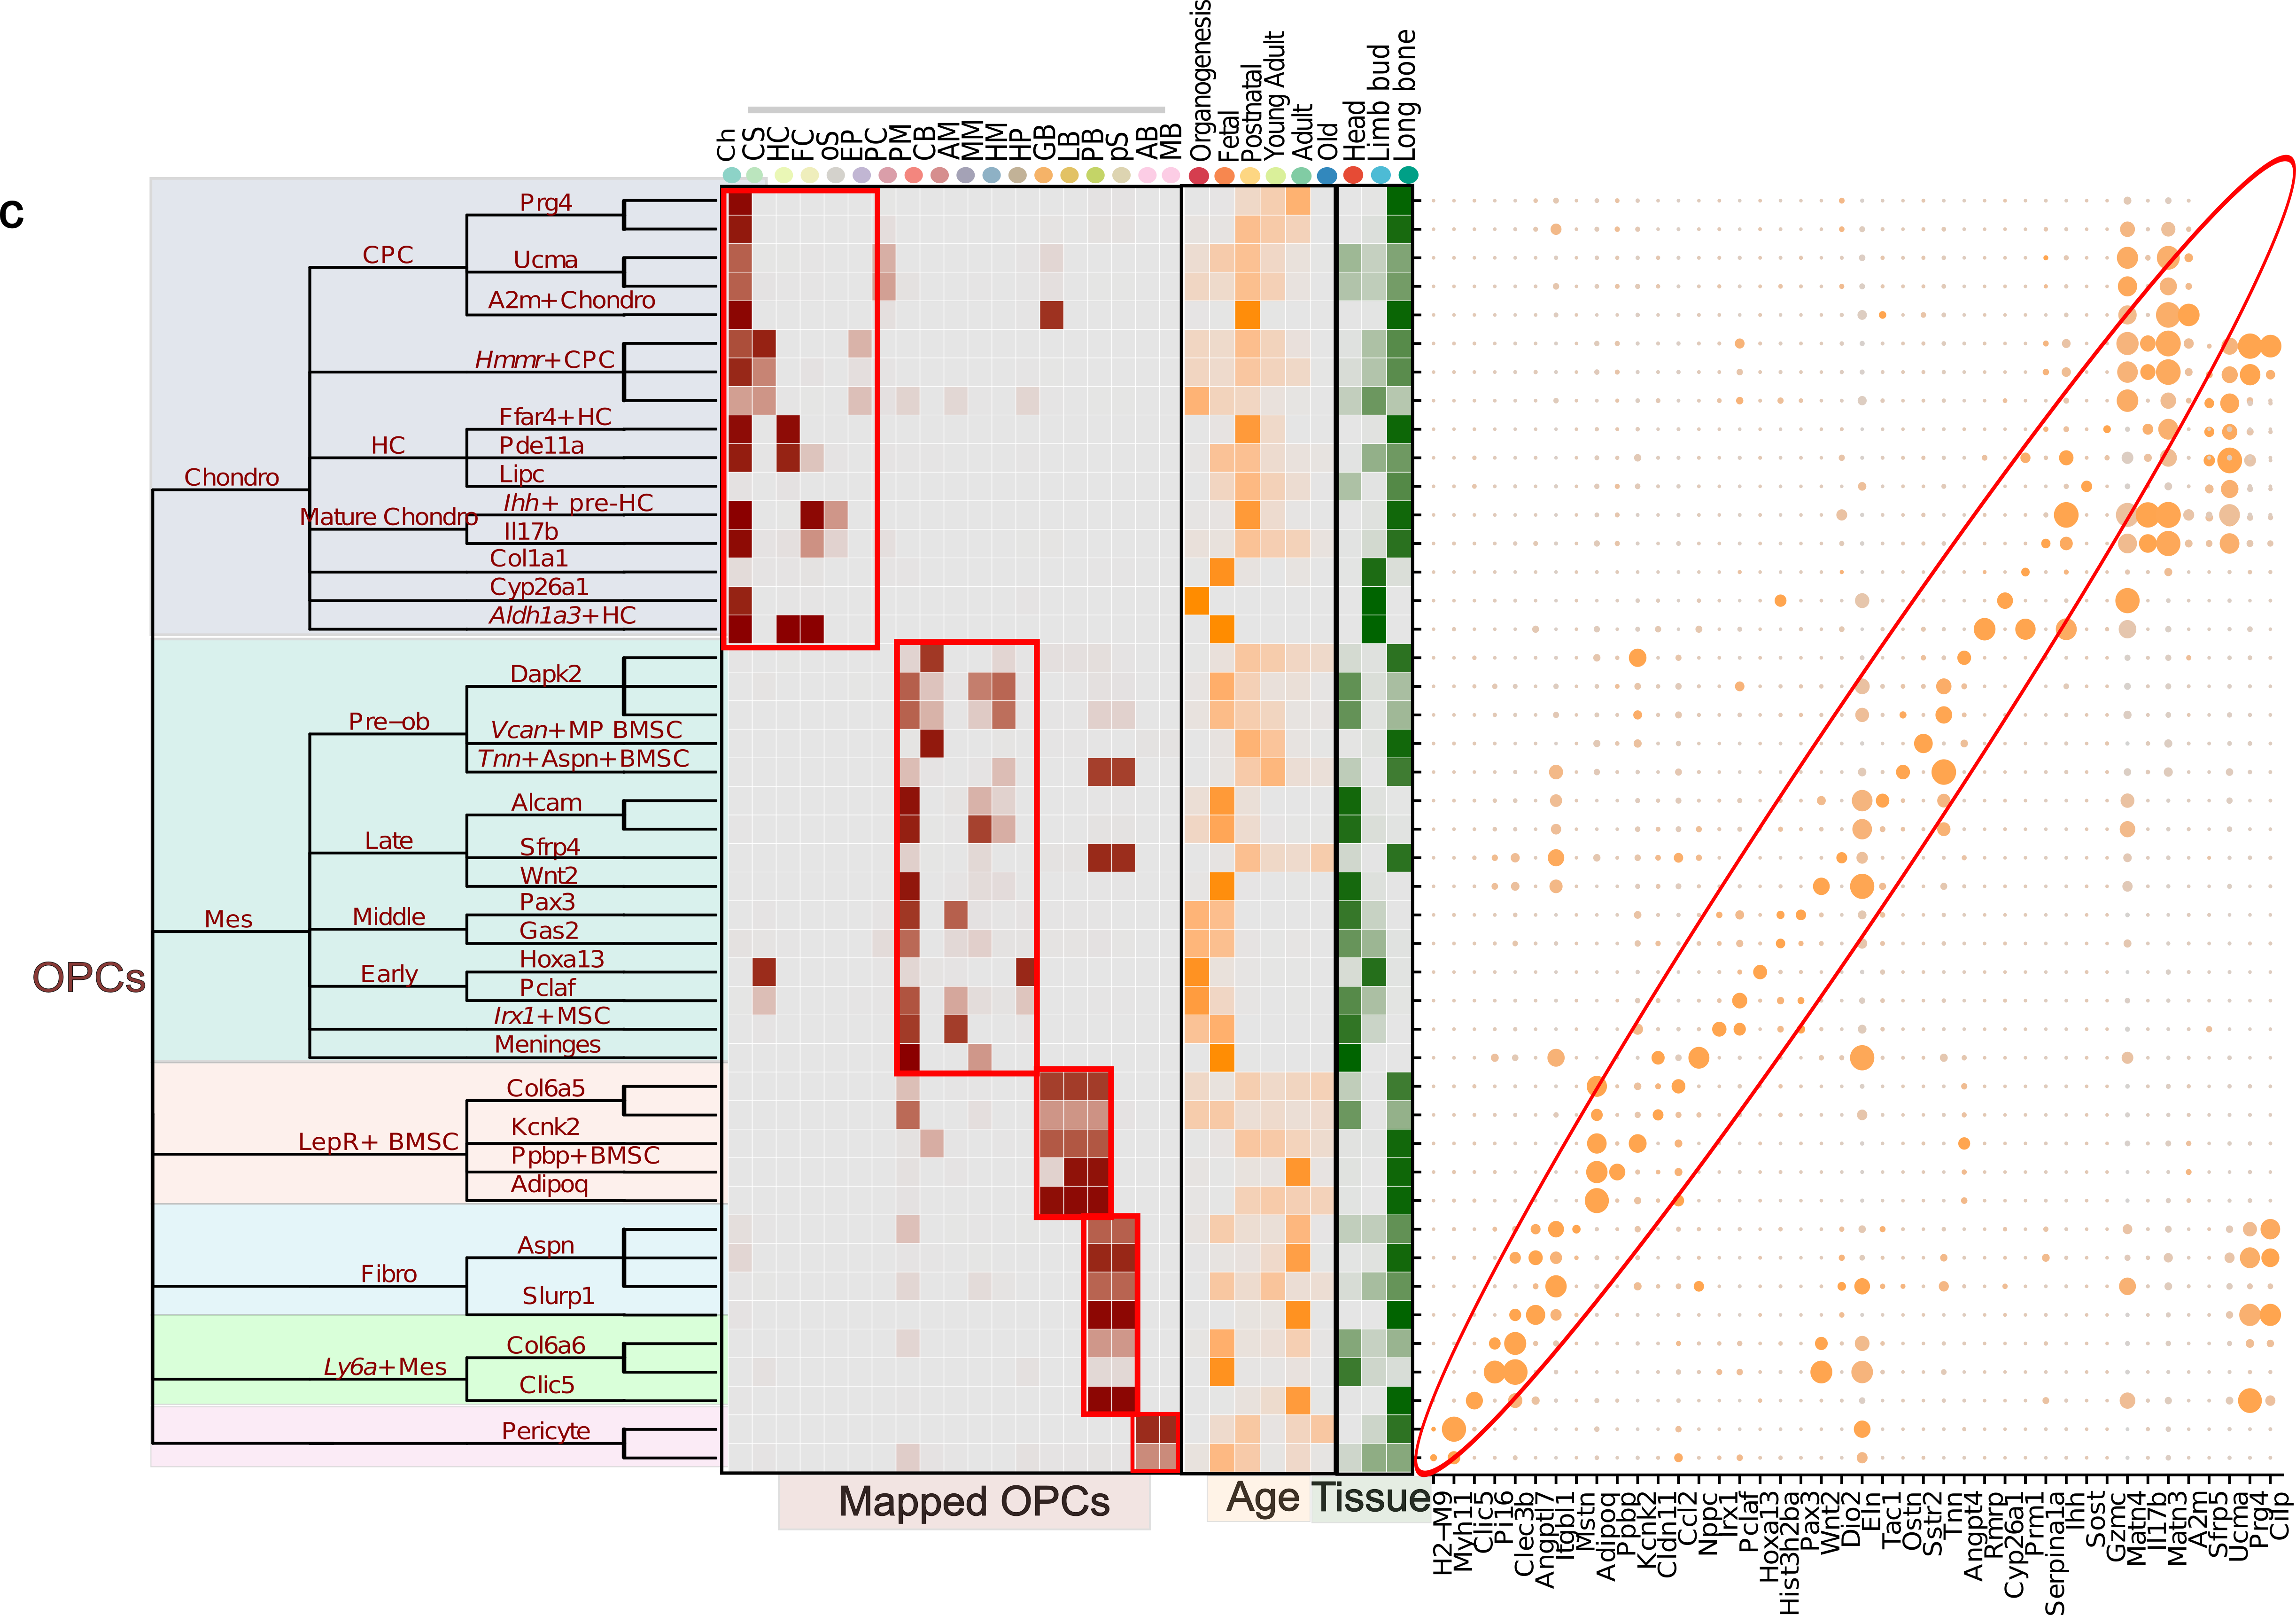 C
Ch
CS
HC
FC
oS
EP
PC
PM
CB
AM
MM
HM
HP
GB
LB
PB
pS
AB
MB
Organogenesis
Fetal
Postnatal
Young Adult
Adult
Old
Head
Limb bud
Long bone
OPCs
Chondro
CPC
Prg4
Ucma
A2m+Chondro
Hmmr+CPC
HC
Ffar4+HC
Pde11a
Lipc
Mature Chondro
Ihh+ pre-HC
Il17b
Col1a1
Cyp26a1
Aldh1a3+HC
Mes
Pre-ob
Dapk2
Vcan+MP BMSC
Tnn+Aspn+BMSC
Late
Alcam
Sfrp4
Wnt2
Middle
Pax3
Gas2
Early
Hoxa13
Pclaf
Irx1+MSC
Meninges
LepR+ BMSC
Col6a5
Kcnk2
Ppbp+BMSC
Adipoq
Fibro
Aspn
Slurp1
Ly6a+Mes
Col6a6
Clic5
Pericyte
Mapped OPCs
Age
Tissue
H2-M9
Myh11
Clic5
Pi16
Clec3b
Angptl7
Itgbl1
Mstn
Adipoq
Ppbp
Kcnk2
Cldn11
Ccl2
Nppc
Irx1
Pclaf
Hoxa13
Hist3h2ba
Pax3
Wnt2
Dio2
Eln
Tac1
Ostn
Sstr2
Tnn
Angpt4
Rmrp
Cyp26a1
Prm1
Serpina1a
Ihh
Sost
Gzmc
Matn4
Il17b
Matn3
A2m
Sfrp5
Ucma
Prg4
Cilp